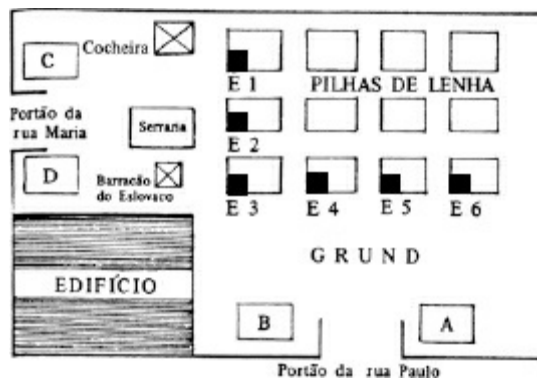 Cocheira
C
E 1 PILHAS DE LENHA
Portão da
rua Maria
Serraria
E 2
D
Barracão
do Eslovaco
E 3 E 4 E 5 E 6
GRUND
EDIFÍCIO
B
A
Portão da rua Paulo